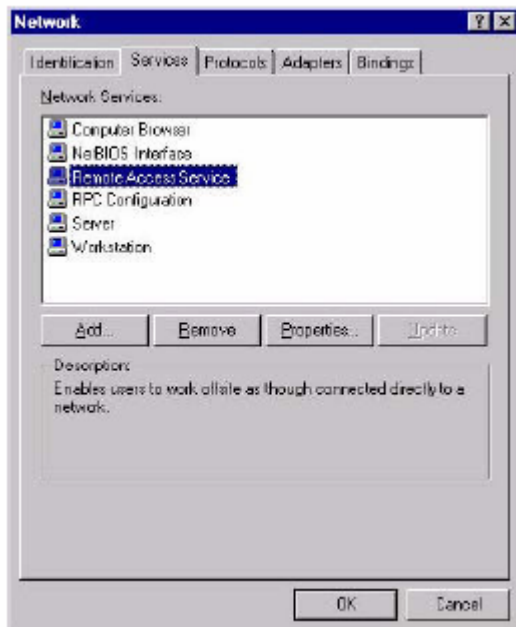 Network
Identification Services Protocols Adapters Bindings
Network Services:
Computer Browser
NetBIOS Interface
Remote Access Service
RPC Configuration
Server
Workstation
Add... Remove Properties... Update
Description:
Enables users to work offsite as though connected directly to a
network.
OK Cancel